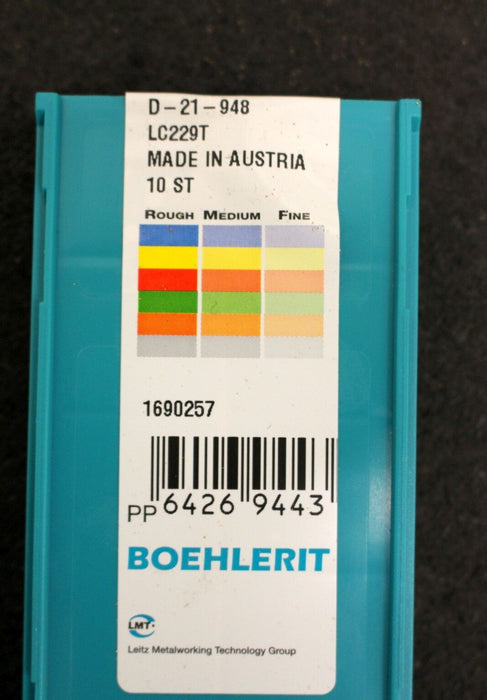 D-21-948
LC229T
MADE IN AUSTRIA
10 ST
ROUGH MEDIUM FINE
1690257
PP 6426 9443
BOEHLERIT
LMT
Leitz Metalworking Technology Group